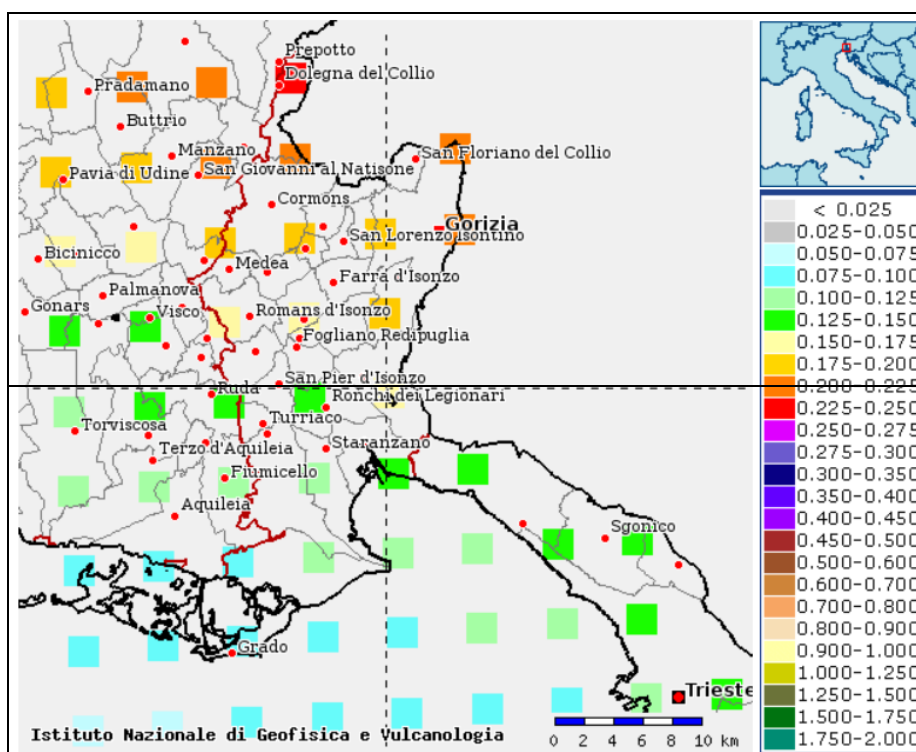 Prepotto
Dolegna del Collio
Pradamano
Buttrio
Manzano
San Floriano del Collio
Pavia di Udine
San Giovanni al Natisone
Cormons
Gorizia
San Lorenzo Isontino
Bicinicco
Medea
Farra d'Isonzo
Palmanova
Gonars
Visco
Romans d'Isonzo
Fogliano Redipuglia
San Pier d'Isonzo
Ruda
Ronchi dei Legionari
Torviscosa
Turriaco
Terzo d'Aquileia
Staranzano
Fiumicello
Aquileia
Sgonico
Grado
Trieste
Istituto Nazionale di Geofisica e Vulcanologia
0 2 4 6 8 10 km
< 0.025
0.025-0.050
0.050-0.075
0.075-0.100
0.100-0.125
0.125-0.150
0.150-0.175
0.175-0.200
0.200-0.225
0.225-0.250
0.250-0.275
0.275-0.300
0.300-0.350
0.350-0.400
0.400-0.450
0.450-0.500
0.500-0.600
0.600-0.700
0.700-0.800
0.800-0.900
0.900-1.000
1.000-1.250
1.250-1.500
1.500-1.750
1.750-2.000